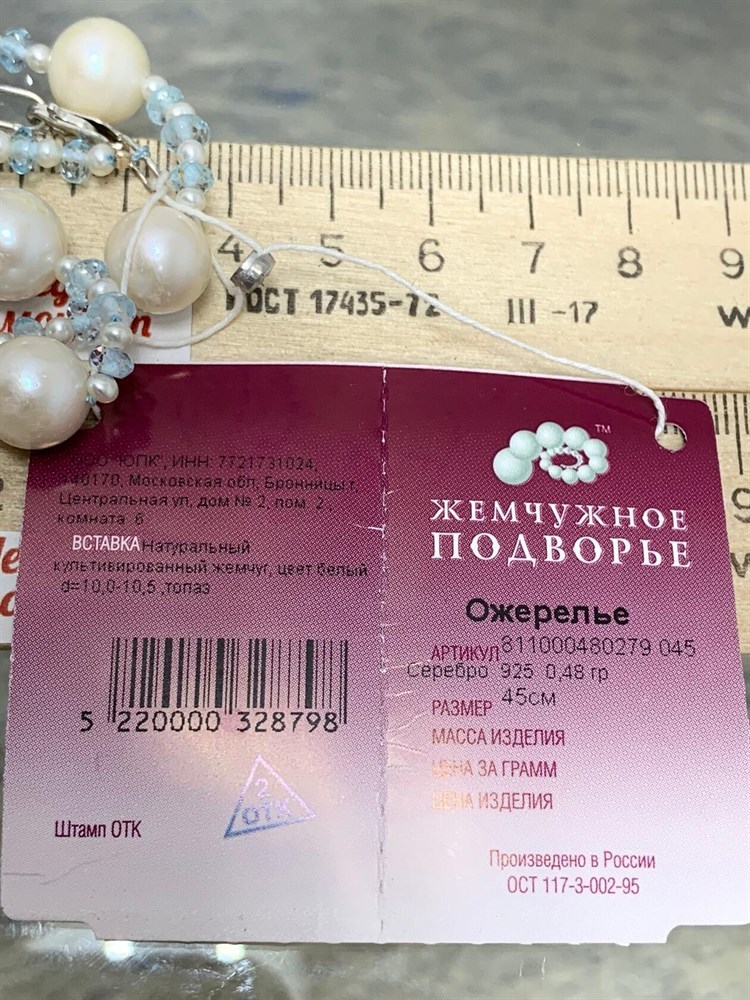 4 5 6 7 8 9
ГОСТ 17435-72 III -17
ООО "ЮПК", ИНН: 7721731024,
140170, Московская обл, Бронницы г,
Центральная ул, дом № 2, пом. 2 ,
комната 6
ВСТАВКА Натуральный
культивированный жемчуг, цвет белый
d=10,0-10,5 ,топаз
5 220000 328798
2
ОТК
Штамп ОТК
TM
ЖЕМЧУЖНОЕ
ПОДВОРЬЕ
Ожерелье
АРТИКУЛ 811000480279 045
Серебро 925 0,48 гр
РАЗМЕР 45см
МАССА ИЗДЕЛИЯ
ЦЕНА ЗА ГРАММ
ЦЕНА ИЗДЕЛИЯ
Произведено в России
ОСТ 117-3-002-95